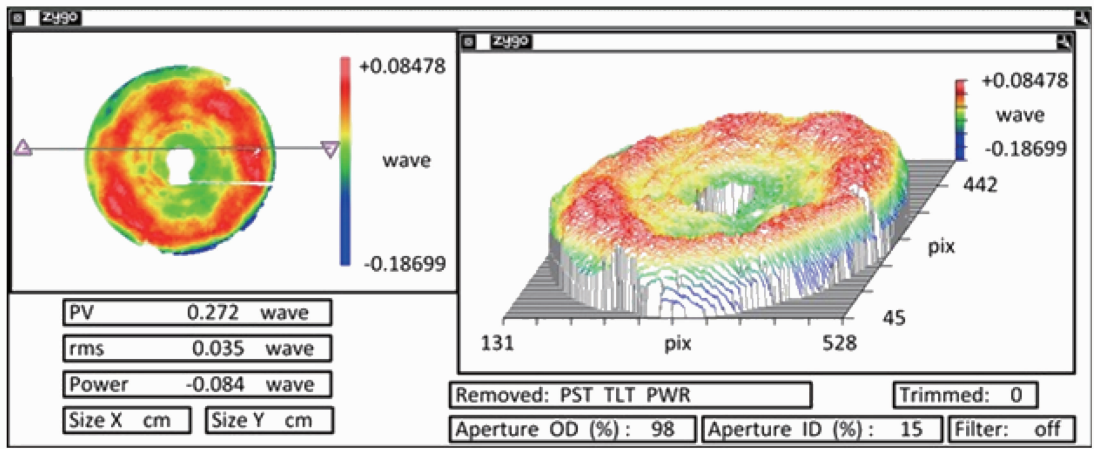 zygo
+0.08478
wave
-0.18699
PV 0.272 wave
rms 0.035 wave
Power -0.084 wave
Size X cm
Size Y cm
zygo
+0.08478
wave
-0.18699
442
pix
45
131
pix
528
Removed: PST TLT PWR
Trimmed: 0
Aperture OD (%) : 98
Aperture ID (%) : 15
Filter: off